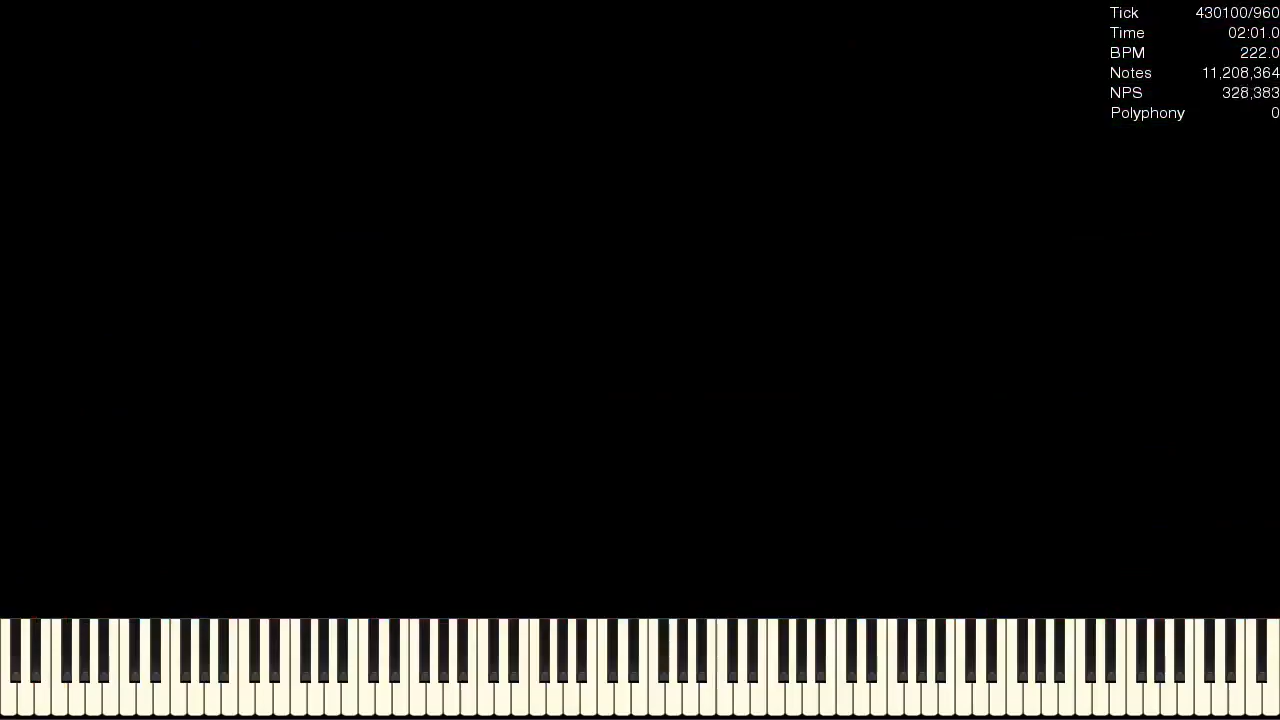 Tick 430100/960
Time 02:01.0
BPM 222.0
Notes 11,208,364
NPS 328,383
Polyphony 0